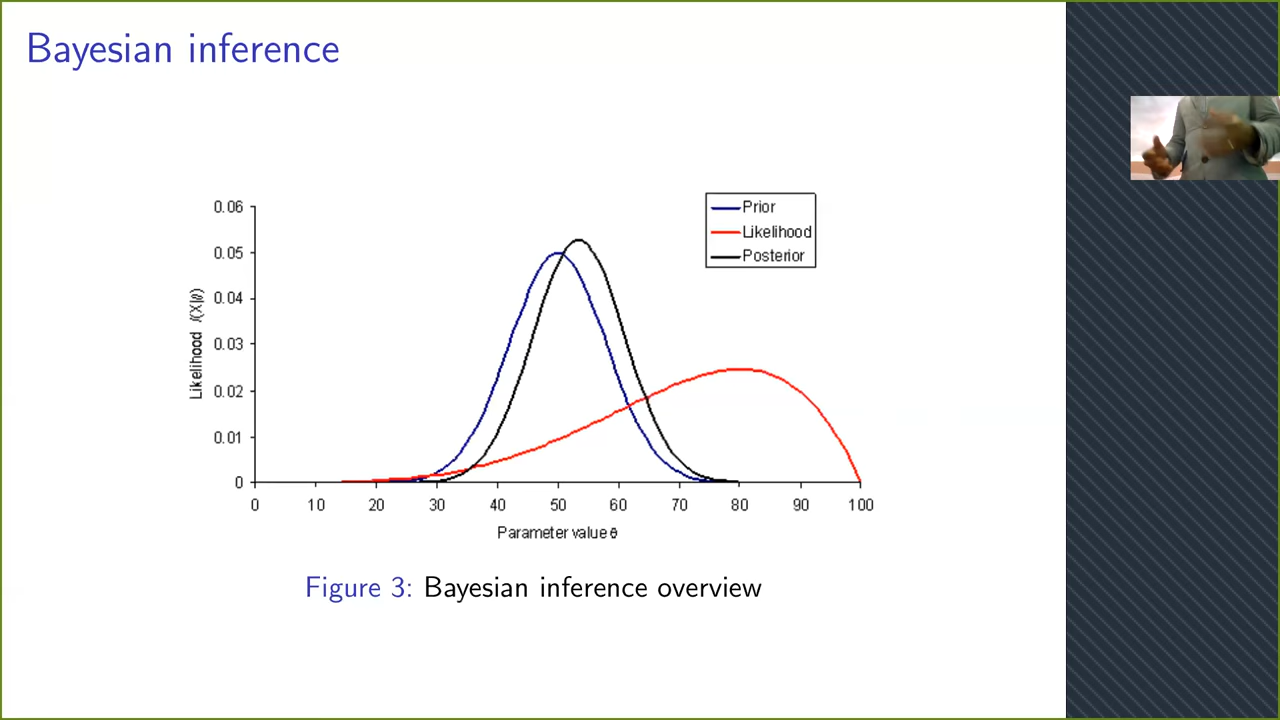 Bayesian inference
0.06
0.05
0.04
0.03
0.02
0.01
0
Likelihood l(X|θ)
Prior
Likelihood
Posterior
0 10 20 30 40 50 60 70 80 90 100
Parameter value θ
Figure 3: Bayesian inference overview